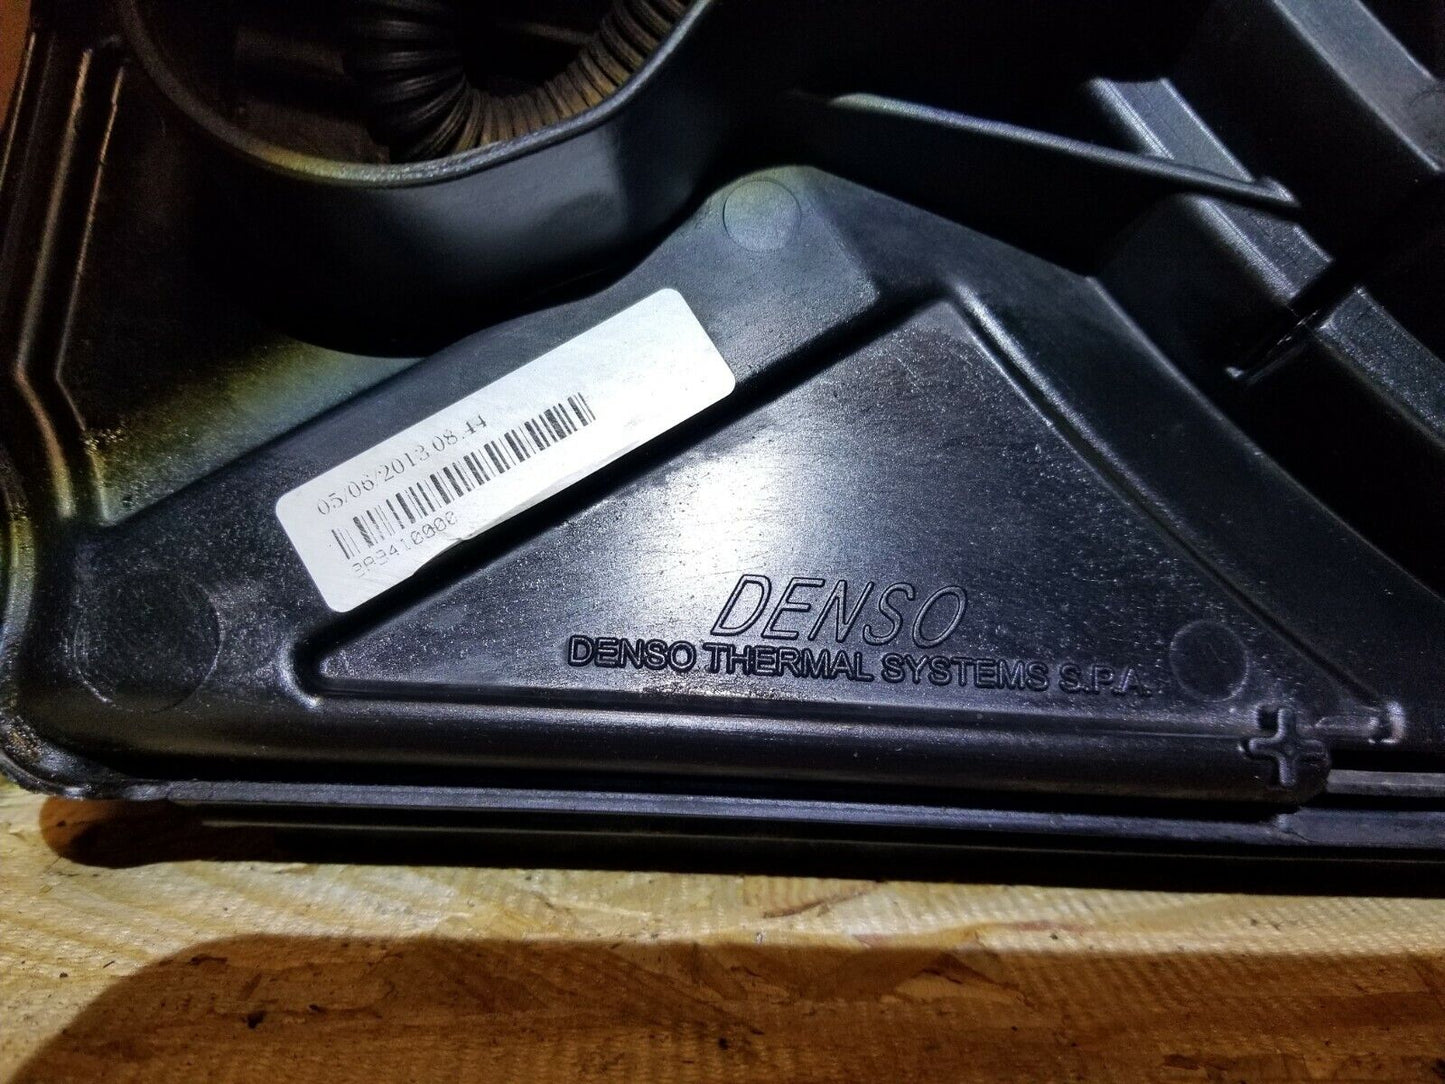 05/06/2013 08.44
DENSO
DENSO THERMAL SYSTEMS S.P.A.